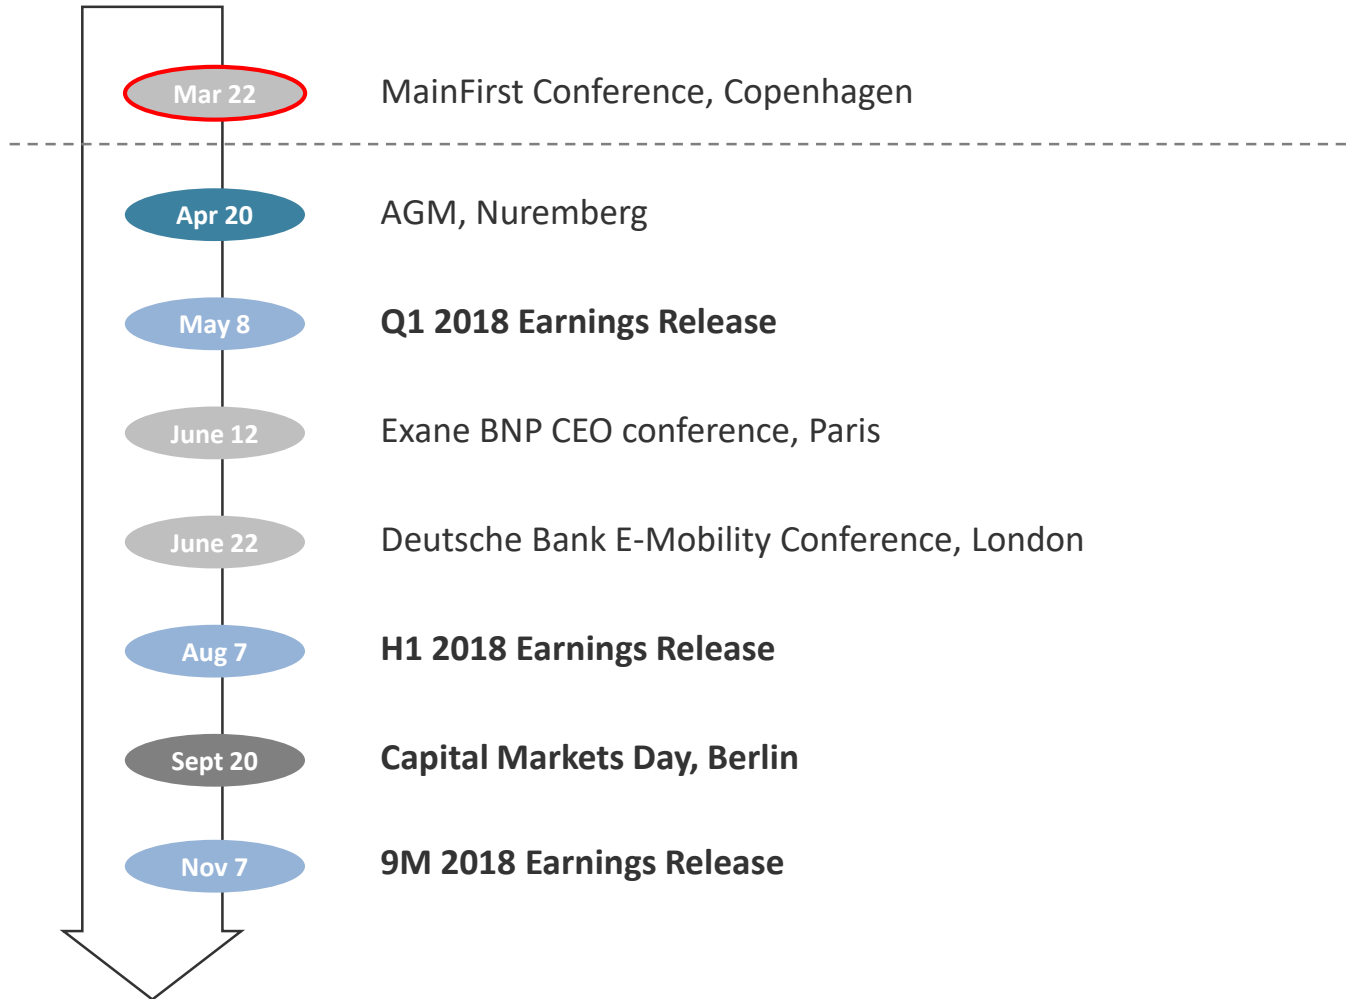 Mar 22 MainFirst Conference, Copenhagen
Apr 20 AGM, Nuremberg
May 8 Q1 2018 Earnings Release
June 12 Exane BNP CEO conference, Paris
June 22 Deutsche Bank E-Mobility Conference, London
Aug 7 H1 2018 Earnings Release
Sept 20 Capital Markets Day, Berlin
Nov 7 9M 2018 Earnings Release